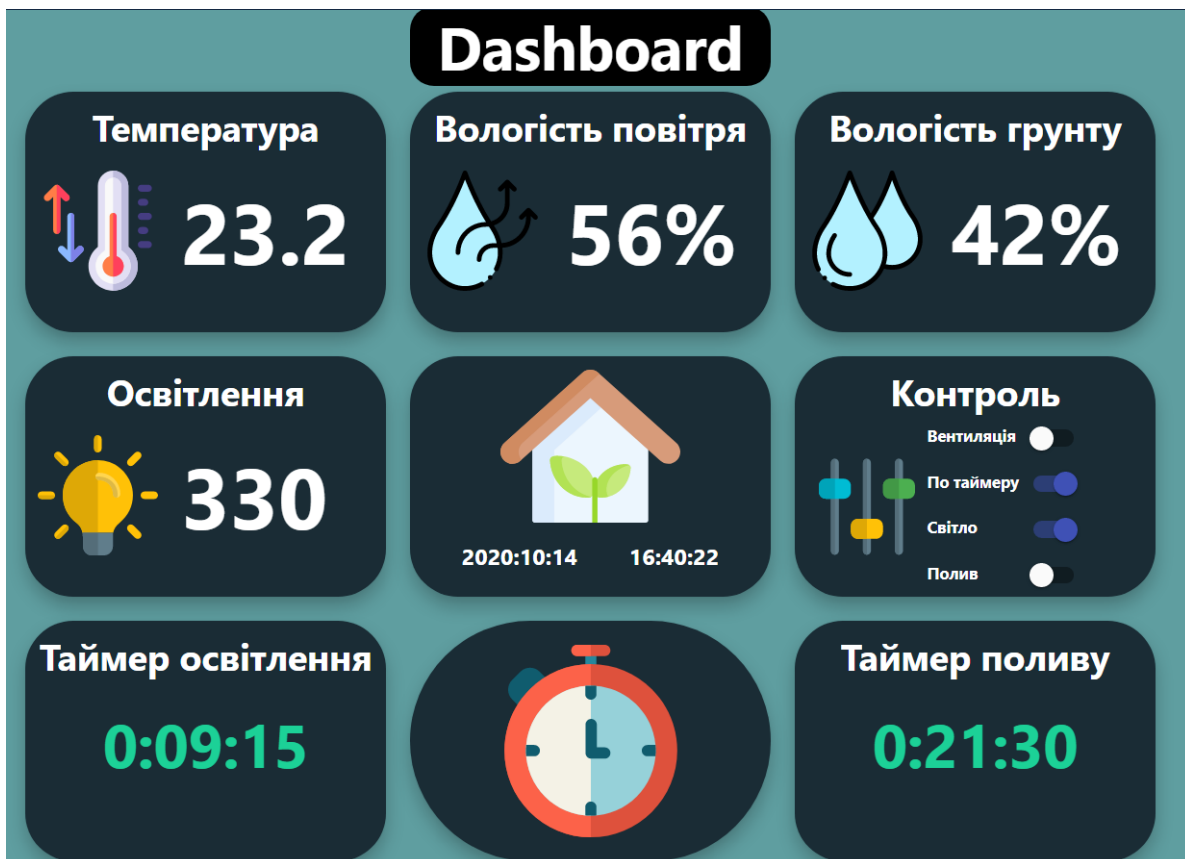 Dashboard
Температура
23.2
Вологість повітря
56%
Вологість грунту
42%
Освітлення
330
2020:10:14 16:40:22
Контроль
Вентиляція
По таймеру
Світло
Полив
Таймер освітлення
0:09:15
Таймер поливу
0:21:30